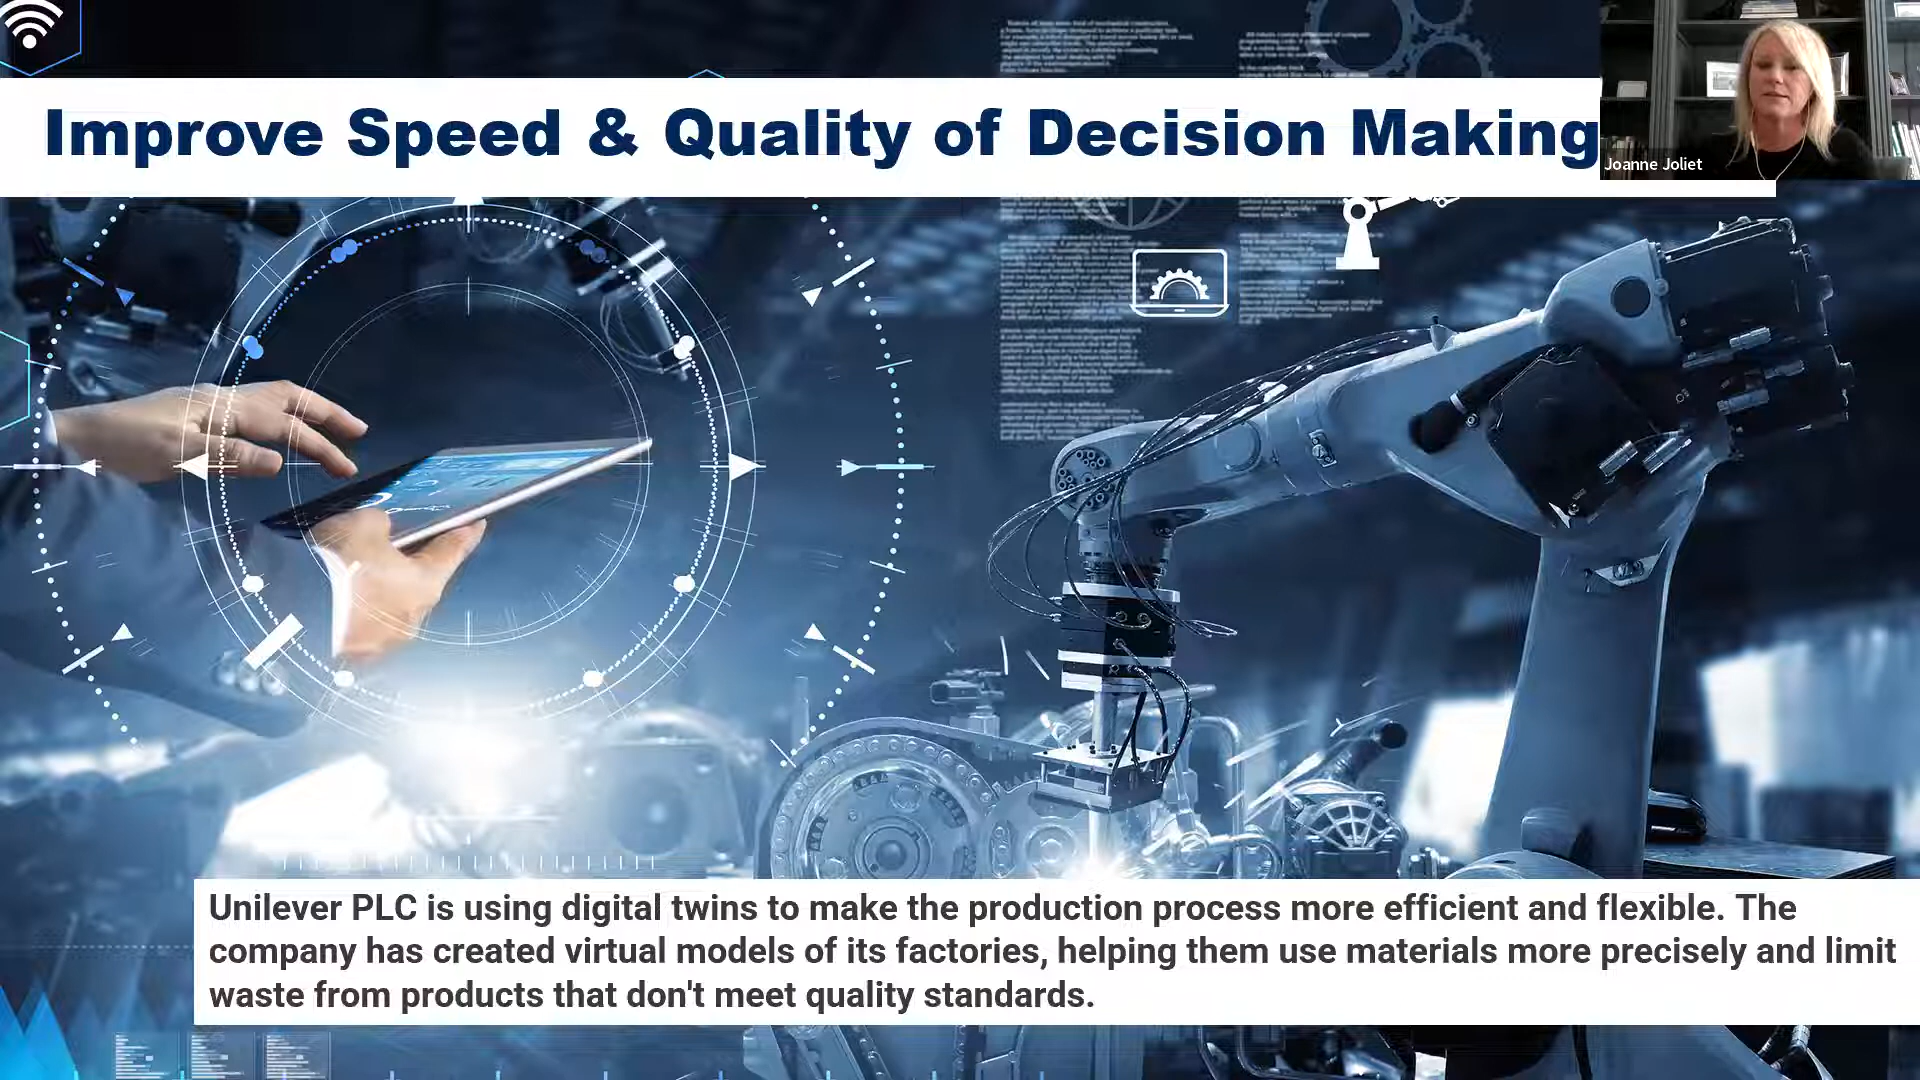 Improve Speed & Quality of Decision Making
Joanne Joliet
Unilever PLC is using digital twins to make the production process more efficient and flexible. The
company has created virtual models of its factories, helping them use materials more precisely and limit
waste from products that don't meet quality standards.